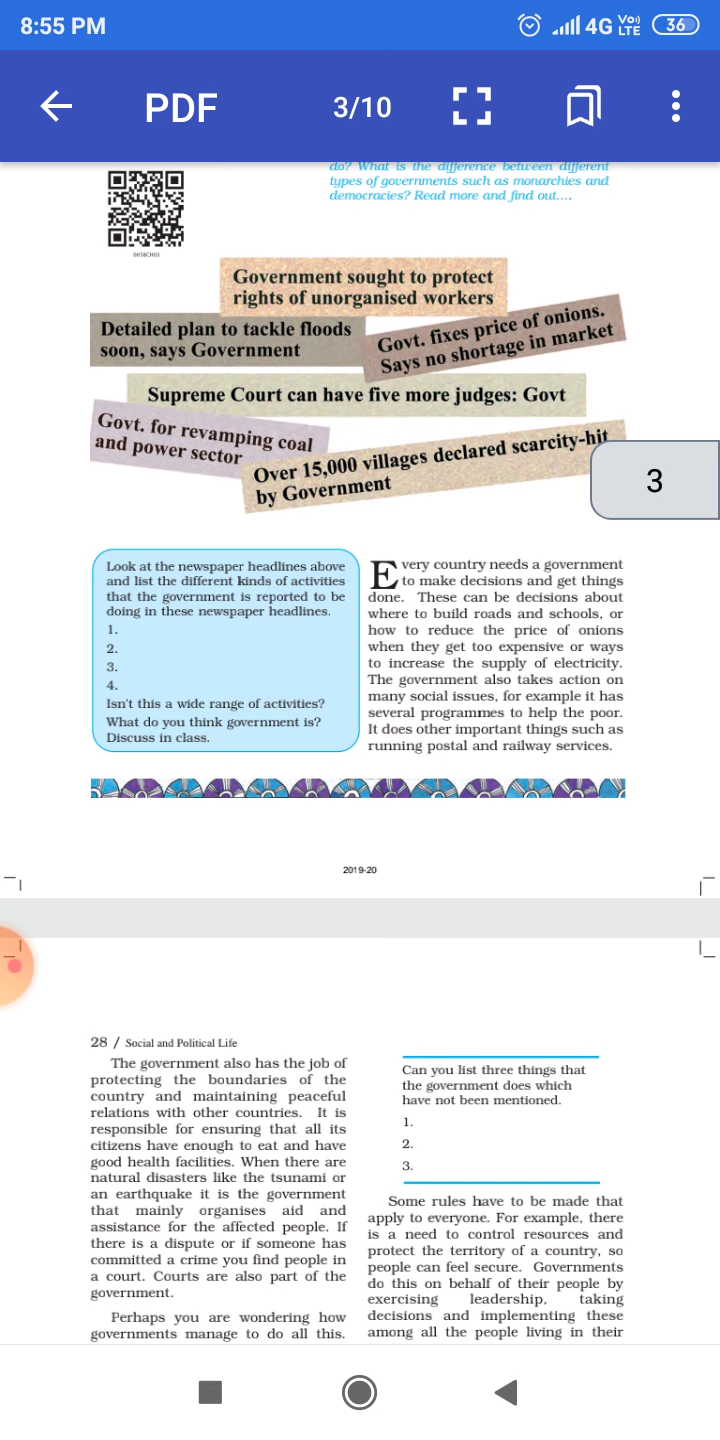 8:55 PM
4G VoLTE 36
PDF 3/10
do? What is the difference between different
types of governments such as monarchies and
democracies? Read more and find out....
0658CH03
Government sought to protect
rights of unorganised workers
Detailed plan to tackle floods
soon, says Government
Govt. fixes price of onions.
Says no shortage in market
Supreme Court can have five more judges: Govt
Govt. for revamping coal
and power sector
Over 15,000 villages declared scarcity-hit
by Government
3
Look at the newspaper headlines above
and list the different kinds of activities
that the government is reported to be
doing in these newspaper headlines.
1.
2.
3.
4.
Isn't this a wide range of activities?
What do you think government is?
Discuss in class.
Every country needs a government
to make decisions and get things
done. These can be decisions about
where to build roads and schools, or
how to reduce the price of onions
when they get too expensive or ways
to increase the supply of electricity.
The government also takes action on
many social issues, for example it has
several programmes to help the poor.
It does other important things such as
running postal and railway services.
2019-20
28 / Social and Political Life
The government also has the job of
protecting the boundaries of the
country and maintaining peaceful
relations with other countries. It is
responsible for ensuring that all its
citizens have enough to eat and have
good health facilities. When there are
natural disasters like the tsunami or
an earthquake it is the government
that mainly organises aid and
assistance for the affected people. If
there is a dispute or if someone has
committed a crime you find people in
a court. Courts are also part of the
government.
Perhaps you are wondering how
governments manage to do all this.
Can you list three things that
the government does which
have not been mentioned.
1.
2.
3.
Some rules have to be made that
apply to everyone. For example, there
is a need to control resources and
protect the territory of a country, so
people can feel secure. Governments
do this on behalf of their people by
exercising leadership, taking
decisions and implementing these
among all the people living in their